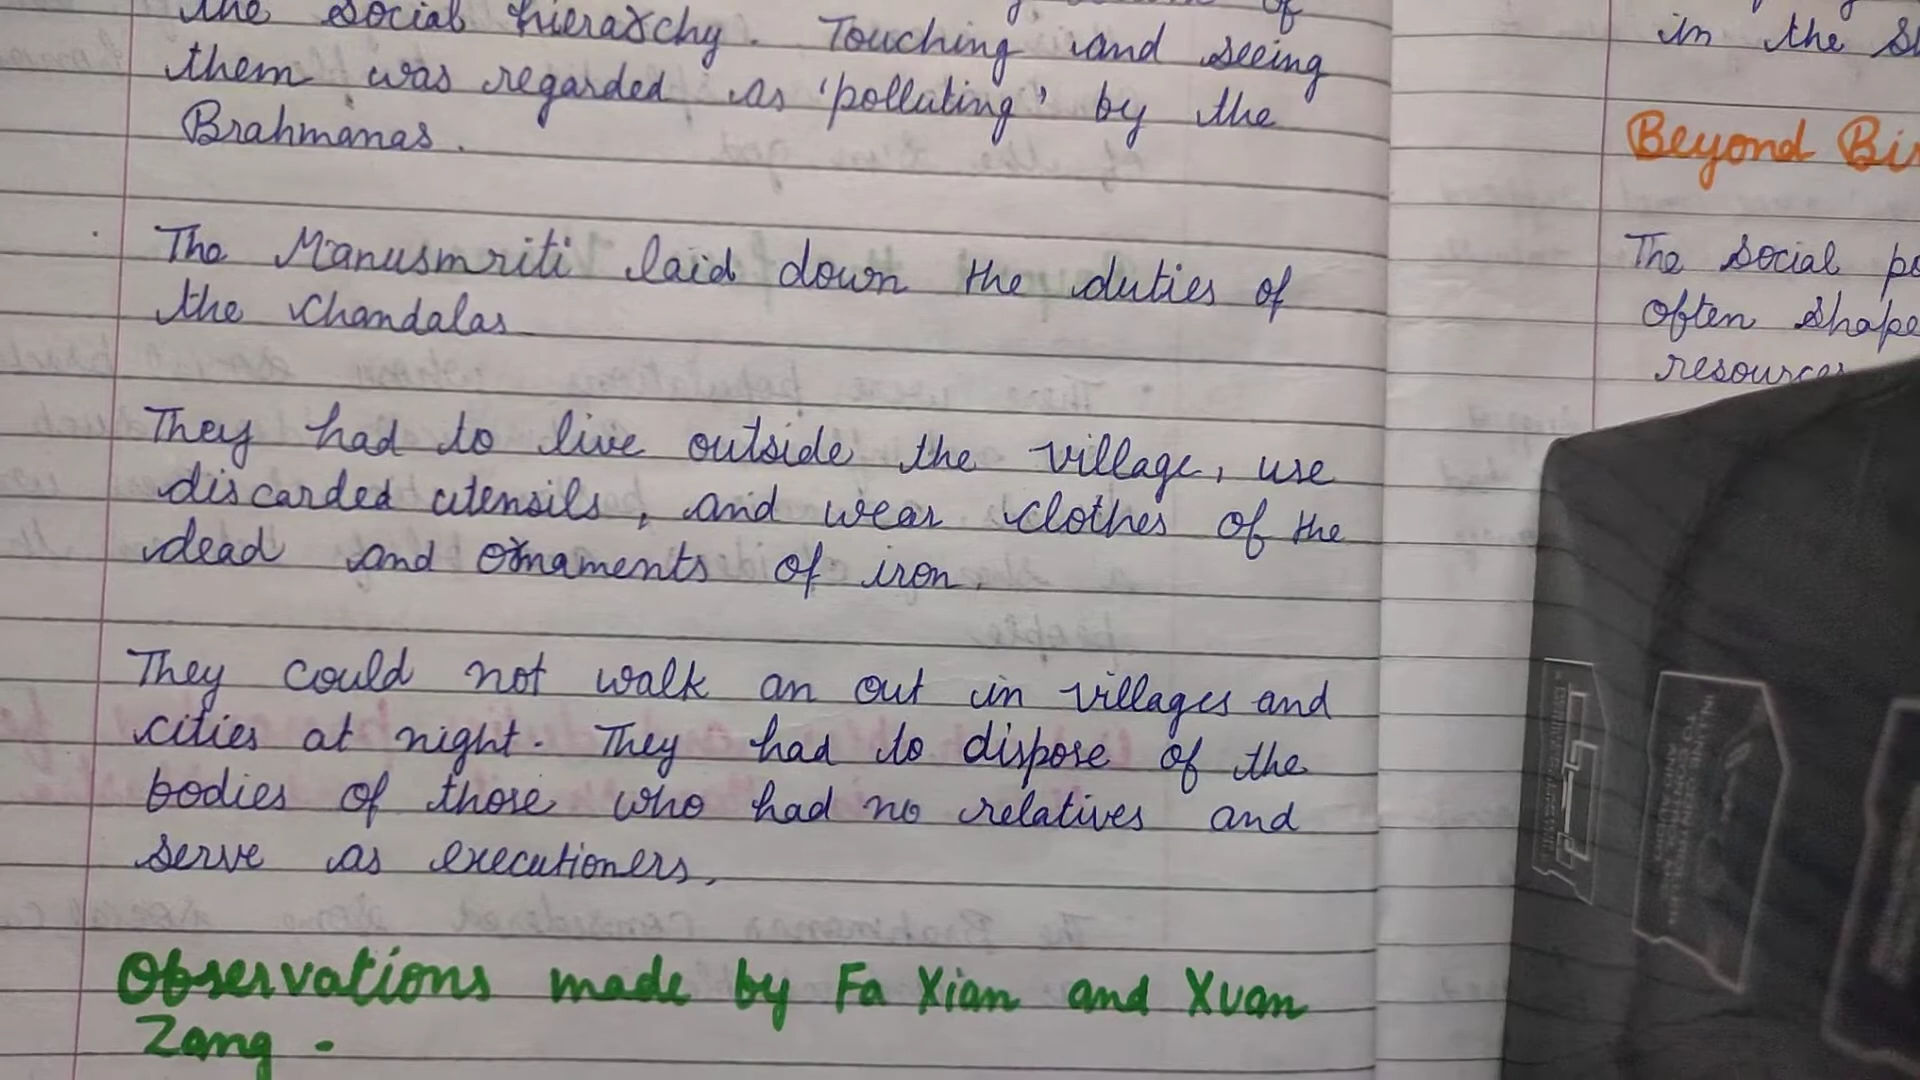 the social hierarchy. Touching and seeing
them was regarded as 'polluting' by the
Brahmanas.
The Manusmriti laid down the duties of
the Chandalas
They had to live outside the village, use
discarded utensils, and wear clothes of the
dead and ornaments of iron.
They could not walk an out in villages and
cities at night. They had to dispose of the
bodies of those who had no relatives and
serve as executioners.
Observations made by Fa Xian and Xuan
Zang -
in the
Beyond
The social
often shape
resources